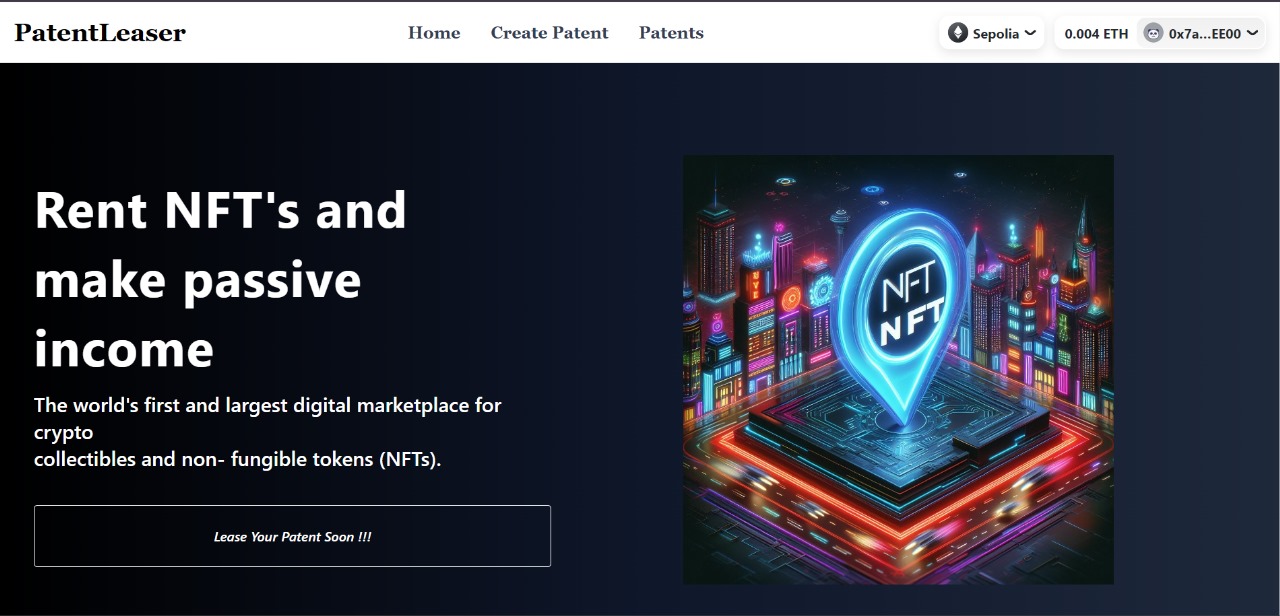 PatentLeaser
Home
Create Patent
Patents
Sepolia
0.004 ETH
0x7a...EE00
Rent NFT's and
make passive
income
The world's first and largest digital marketplace for
crypto
collectibles and non- fungible tokens (NFTs).
Lease Your Patent Soon !!!
NFT
NFT